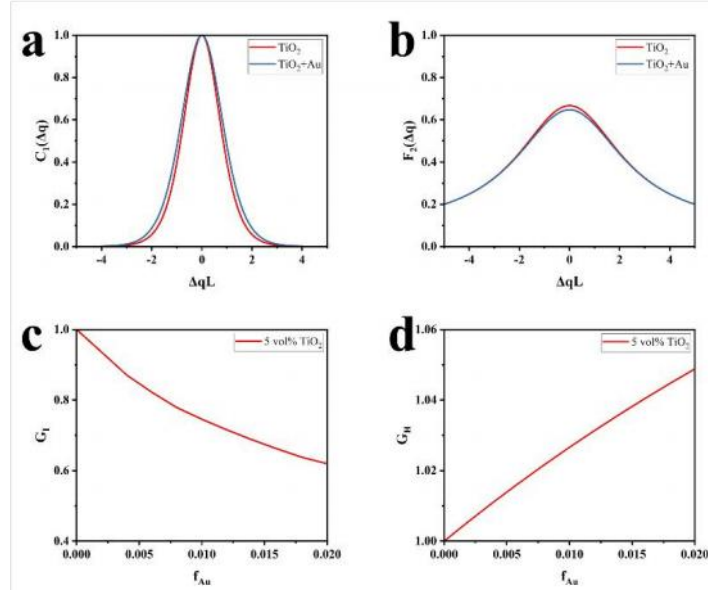 a
1.0
0.8
0.6
0.4
0.2
0.0
C₁(Δq)
TiO₂
TiO₂+Au
-4 -2 0 2 4
ΔqL
b
1.0
0.8
0.6
0.4
0.2
0.0
F₂(Δq)
TiO₂
TiO₂+Au
-4 -2 0 2 4
ΔqL
c
1.0
0.8
0.6
0.4
G_I
5 vol% TiO₂
0.000 0.005 0.010 0.015 0.020
f_Au
d
1.06
1.04
1.02
1.00
G_H
5 vol% TiO₂
0.000 0.005 0.010 0.015 0.020
f_Au